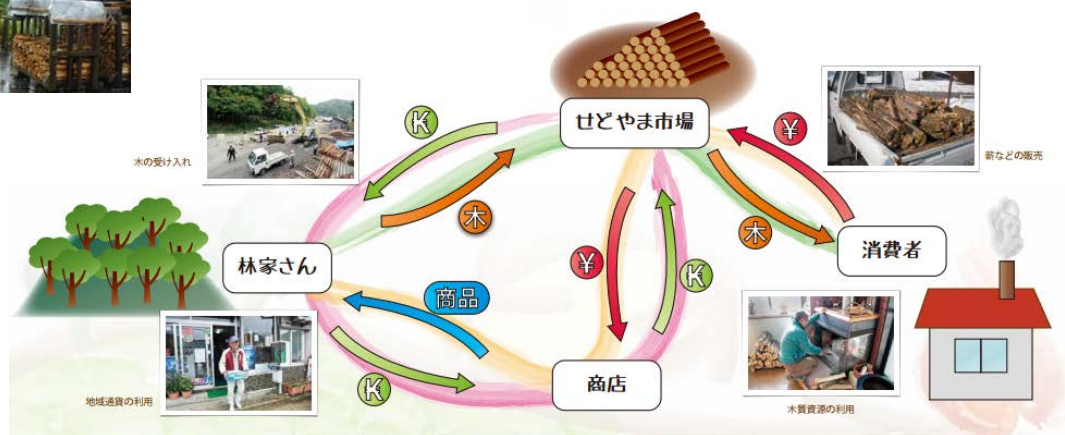 せどやま市場
₭
¥
木の受け入れ
薪などの販売
木
木
林家さん
消費者
¥
₭
商品
地域通貨の利用
₭
商店
木質資源の利用